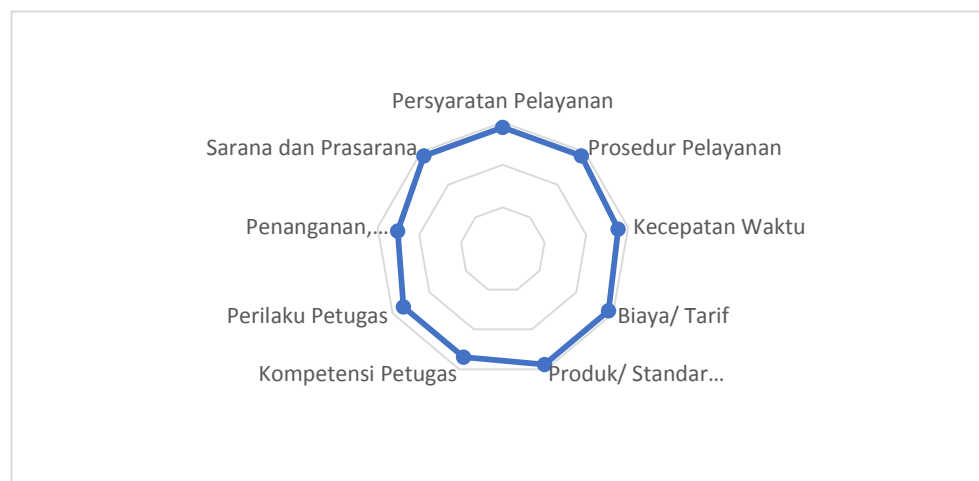 Persyaratan Pelayanan
Prosedur Pelayanan
Kecepatan Waktu
Biaya/ Tarif
Produk/ Standar...
Kompetensi Petugas
Perilaku Petugas
Penanganan,...
Sarana dan Prasarana